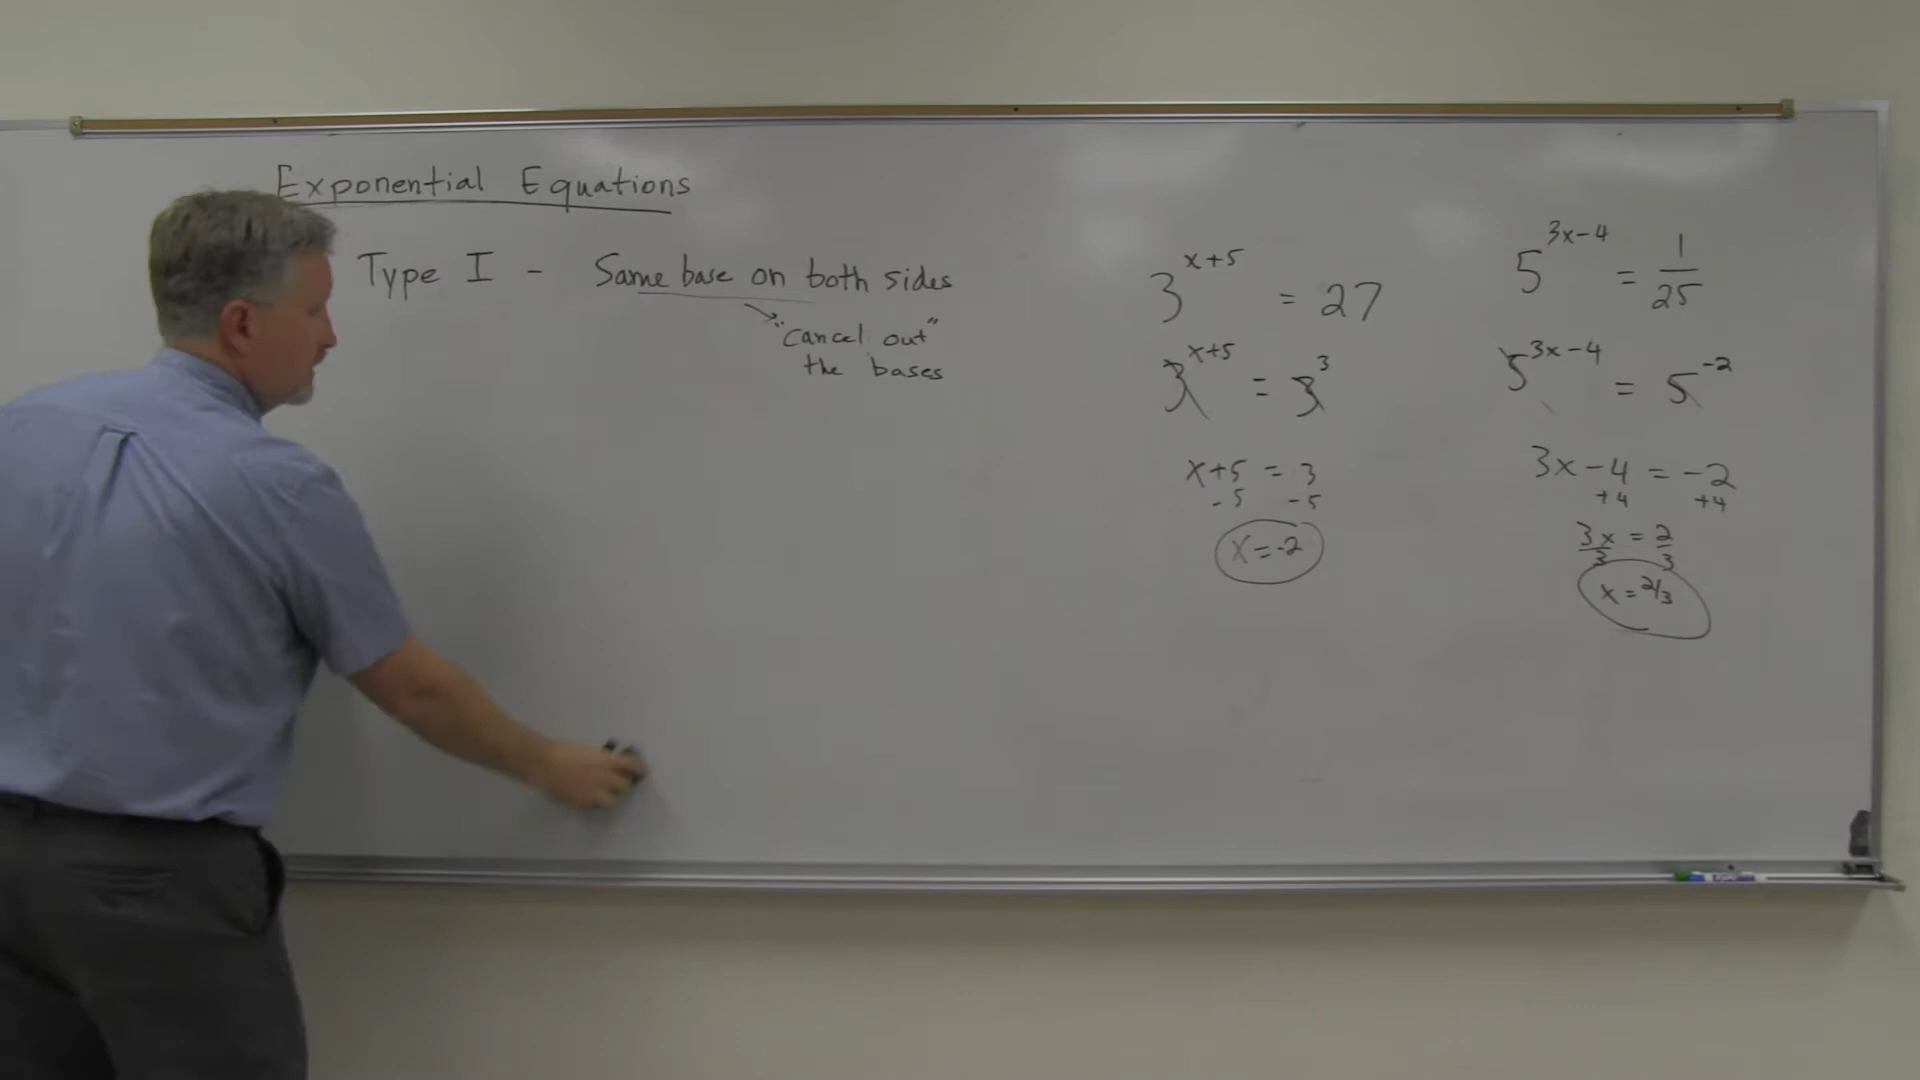 Exponential Equations
Type I - Same base on both sides
"Cancel out"
the bases
3^{x+5} = 27
3^{x+5} = 3^3
x+5 = 3
-5 -5
x = -2
5^{3x-4} = 1/25
5^{3x-4} = 5^{-2}
3x-4 = -2
+4 +4
3x = 2
3 3
x = 2/3